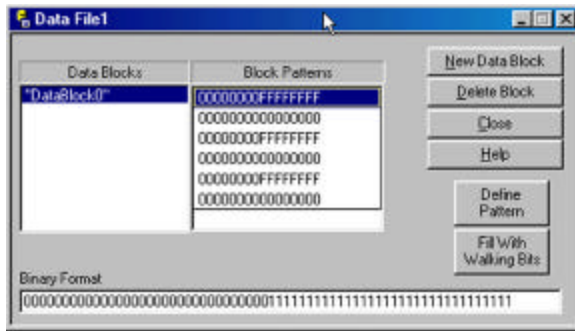 Data File1
New Data Block
Data Blocks
Block Patterns
"DataBlock0"
00000000FFFFFFFF
0000000000000000
00000000FFFFFFFF
0000000000000000
00000000FFFFFFFF
0000000000000000
Delete Block
Close
Help
Define
Pattern
Fill With
Walking Bits
Binary Format
0000000000000000000000000000000011111111111111111111111111111111